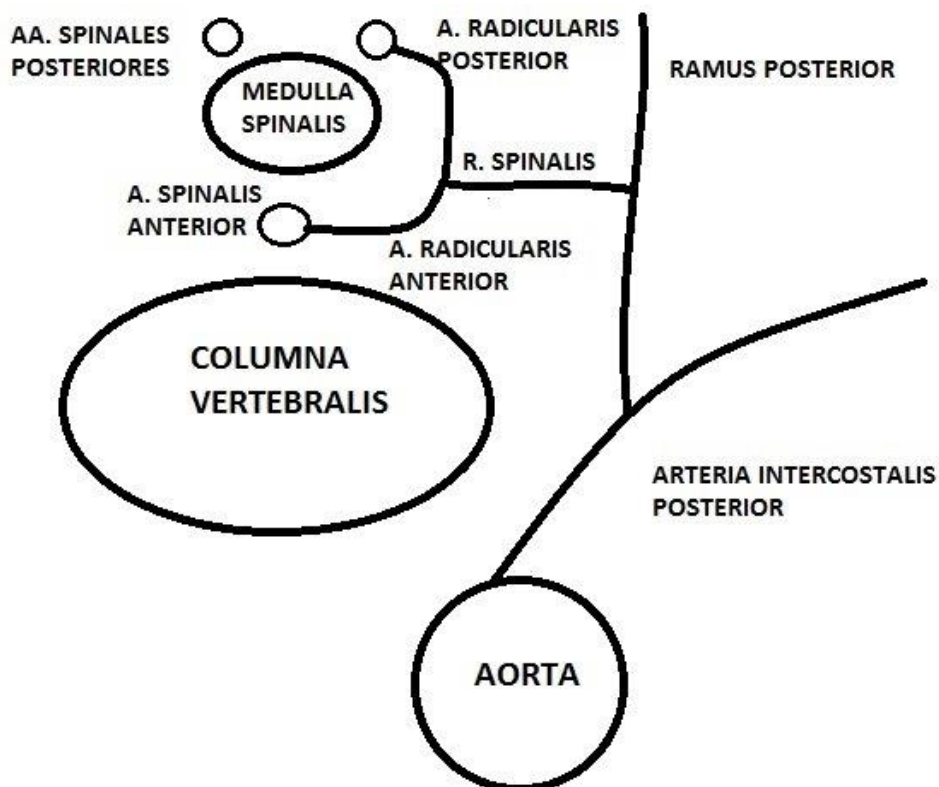 AA. SPINALES
POSTERIORES
A. RADICULARIS
POSTERIOR
RAMUS POSTERIOR
MEDULLA
SPINALIS
R. SPINALIS
A. SPINALIS
ANTERIOR
A. RADICULARIS
ANTERIOR
COLUMNA
VERTEBRALIS
ARTERIA INTERCOSTALIS
POSTERIOR
AORTA